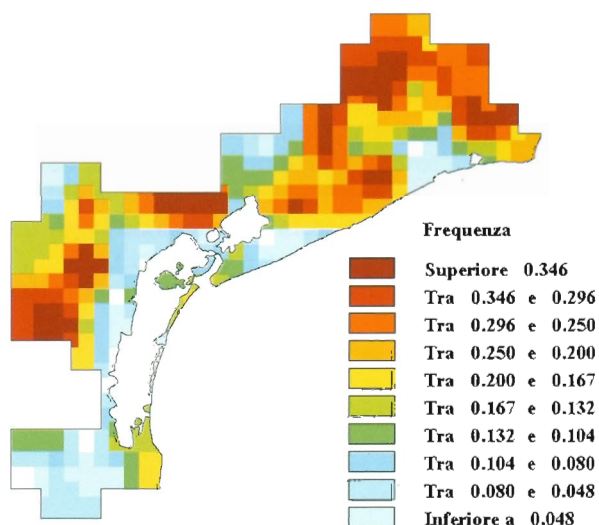 Frequenza
Superiore 0.346
Tra 0.346 e 0.296
Tra 0.296 e 0.250
Tra 0.250 e 0.200
Tra 0.200 e 0.167
Tra 0.167 e 0.132
Tra 0.132 e 0.104
Tra 0.104 e 0.080
Tra 0.080 e 0.048
Inferiore a 0.048